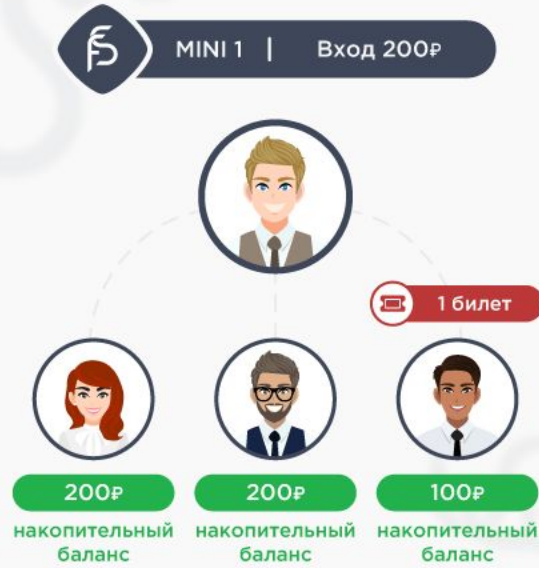 MINI 1 | Вход 200₽
1 билет
200₽ 200₽ 100₽
накопительный накопительный накопительный
баланс баланс баланс